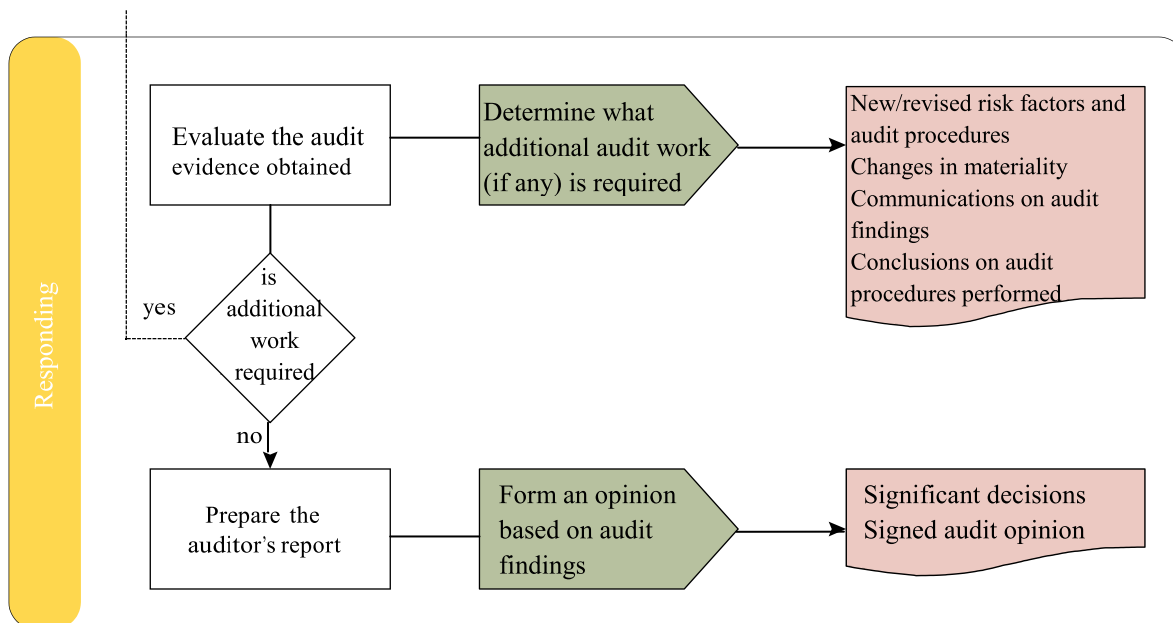 Responding
Evaluate the audit
evidence obtained
Determine what
additional audit work
(if any) is required
New/revised risk factors and
audit procedures
Changes in materiality
Communications on audit
findings
Conclusions on audit
procedures performed
is
additional
work
required
yes
no
Prepare the
auditor's report
Form an opinion
based on audit
findings
Significant decisions
Signed audit opinion